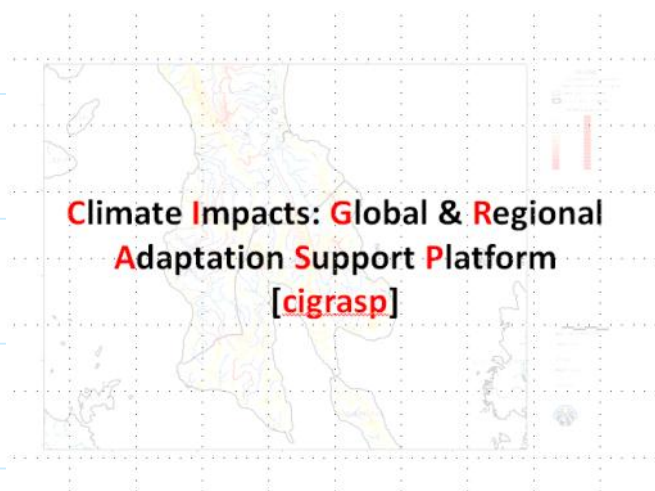 Climate Impacts: Global & Regional
Adaptation Support Platform
[cigrasp]